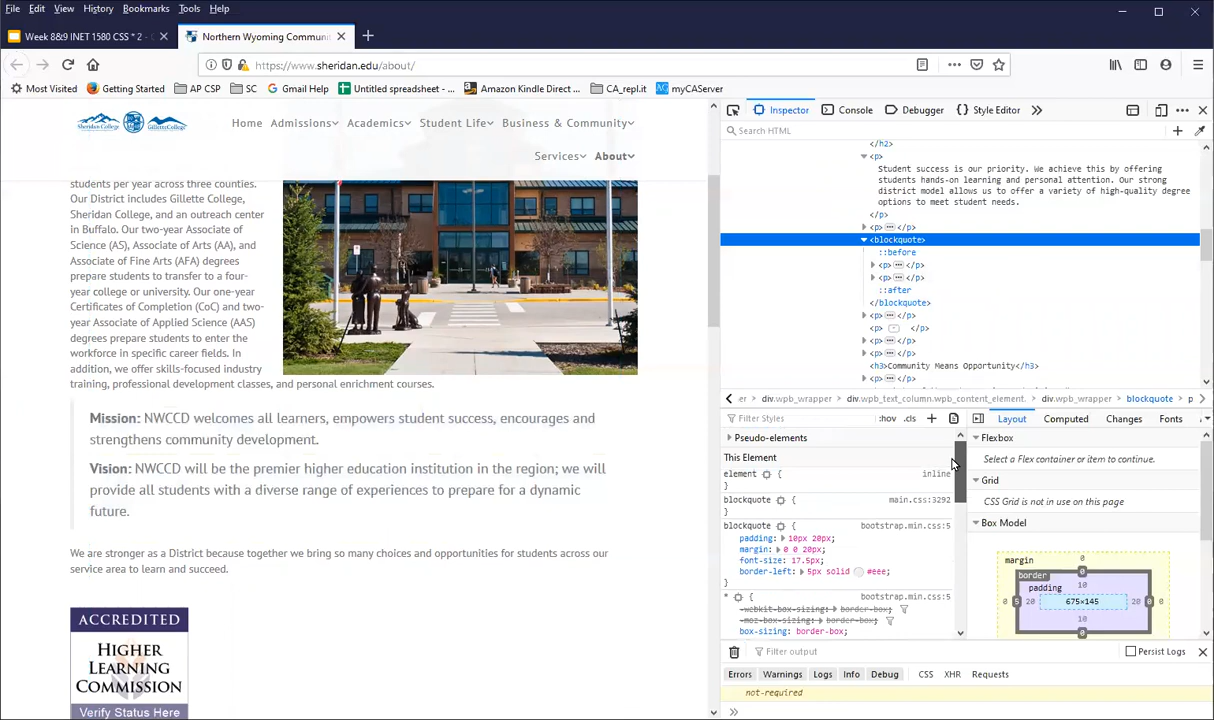 File Edit View History Bookmarks Tools Help
Week 8&9 INET 1580 CSS * 2 -
Northern Wyoming Commun
https://www.sheridan.edu/about/
Most Visited Getting Started AP CSP SC Gmail Help Untitled spreadsheet - ... Amazon Kindle Direct ... CA_repl.it myCAServer
Home Admissions Academics Student Life Business & Community
Services About
students per year across three counties.
Our District includes Gillette College,
Sheridan College, and an outreach center
in Buffalo. Our two-year Associate of
Science (AS), Associate of Arts (AA), and
Associate of Fine Arts (AFA) degrees
prepare students to transfer to a four-
year college or university. Our one-year
Certificates of Completion (CoC) and two-
year Associate of Applied Science (AAS)
degrees prepare students to enter the
workforce in specific career fields. In
addition, we offer skills-focused industry
training, professional development classes, and personal enrichment courses.
Mission: NWCCD welcomes all learners, empowers student success, encourages and
strengthens community development.
Vision: NWCCD will be the premier higher education institution in the region; we will
provide all students with a diverse range of experiences to prepare for a dynamic
future.
We are stronger as a District because together we bring so many choices and opportunities for students across our
service area to learn and succeed.
ACCREDITED
HIGHER
LEARNING
COMMISSION
Verify Status Here
Inspector Console Debugger Style Editor
Search HTML
</h2>
<p>
Student success is our priority. We achieve this by offering
students hands-on learning and personal attention. Our strong
district model allows us to offer a variety of high-quality degree
options to meet student needs.
</p>
<p> </p>
<blockquote>
::before
<p> </p>
<p> </p>
::after
</blockquote>
<p> </p>
<p> </p>
<p> </p>
<p> </p>
<h3>Community Means Opportunity</h3>
<p> </p>
er div.wpb_wrapper div.wpb_text_column.wpb_content_element. div.wpb_wrapper blockquote p
Filter Styles :hov .cls +
Pseudo-elements
This Element
element { inline
}
blockquote { main.css:3292
}
blockquote { bootstrap.min.css:5
padding: 10px 20px;
margin: 0 0 20px;
font-size: 17.5px;
border-left: 5px solid #eee;
}
* { bootstrap.min.css:5
-webkit-box-sizing: border-box;
-moz-box-sizing: border-box;
box-sizing: border-box;
Layout Computed Changes Fonts
Flexbox
Select a Flex container or item to continue.
Grid
CSS Grid is not in use on this page
Box Model
margin 0
border 0
padding 10
0 5 20 675×145 20 0 0
10
0
Filter output Persist Logs
Errors Warnings Logs Info Debug CSS XHR Requests
not-required
»